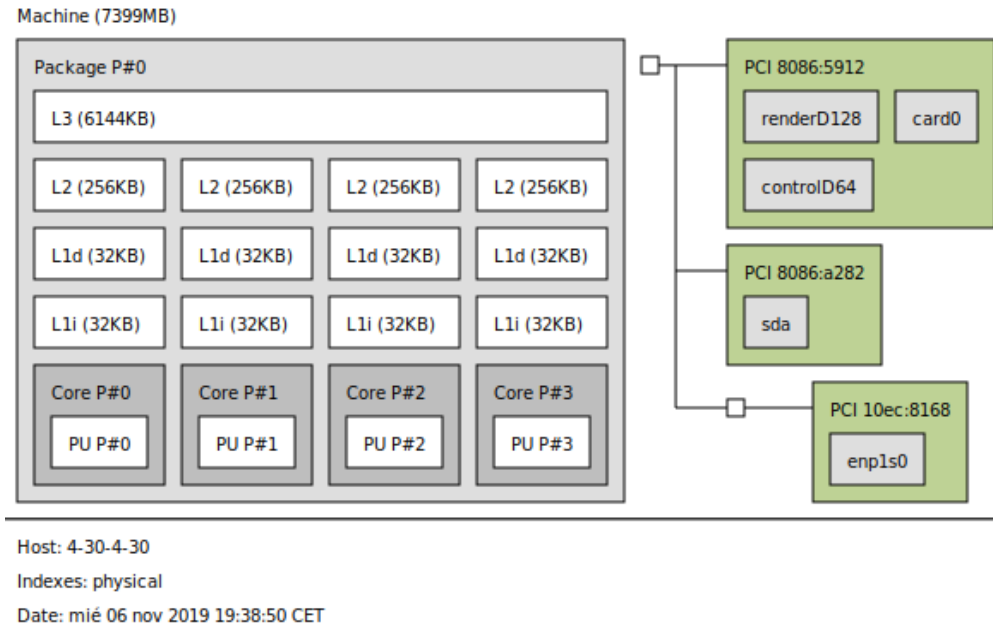 Machine (7399MB)
Package P#0
L3 (6144KB)
L2 (256KB) L2 (256KB) L2 (256KB) L2 (256KB)
L1d (32KB) L1d (32KB) L1d (32KB) L1d (32KB)
L1i (32KB) L1i (32KB) L1i (32KB) L1i (32KB)
Core P#0 Core P#1 Core P#2 Core P#3
PU P#0 PU P#1 PU P#2 PU P#3
PCI 8086:5912
renderD128 card0
controlD64
PCI 8086:a282
sda
PCI 10ec:8168
enp1s0
Host: 4-30-4-30
Indexes: physical
Date: mié 06 nov 2019 19:38:50 CET